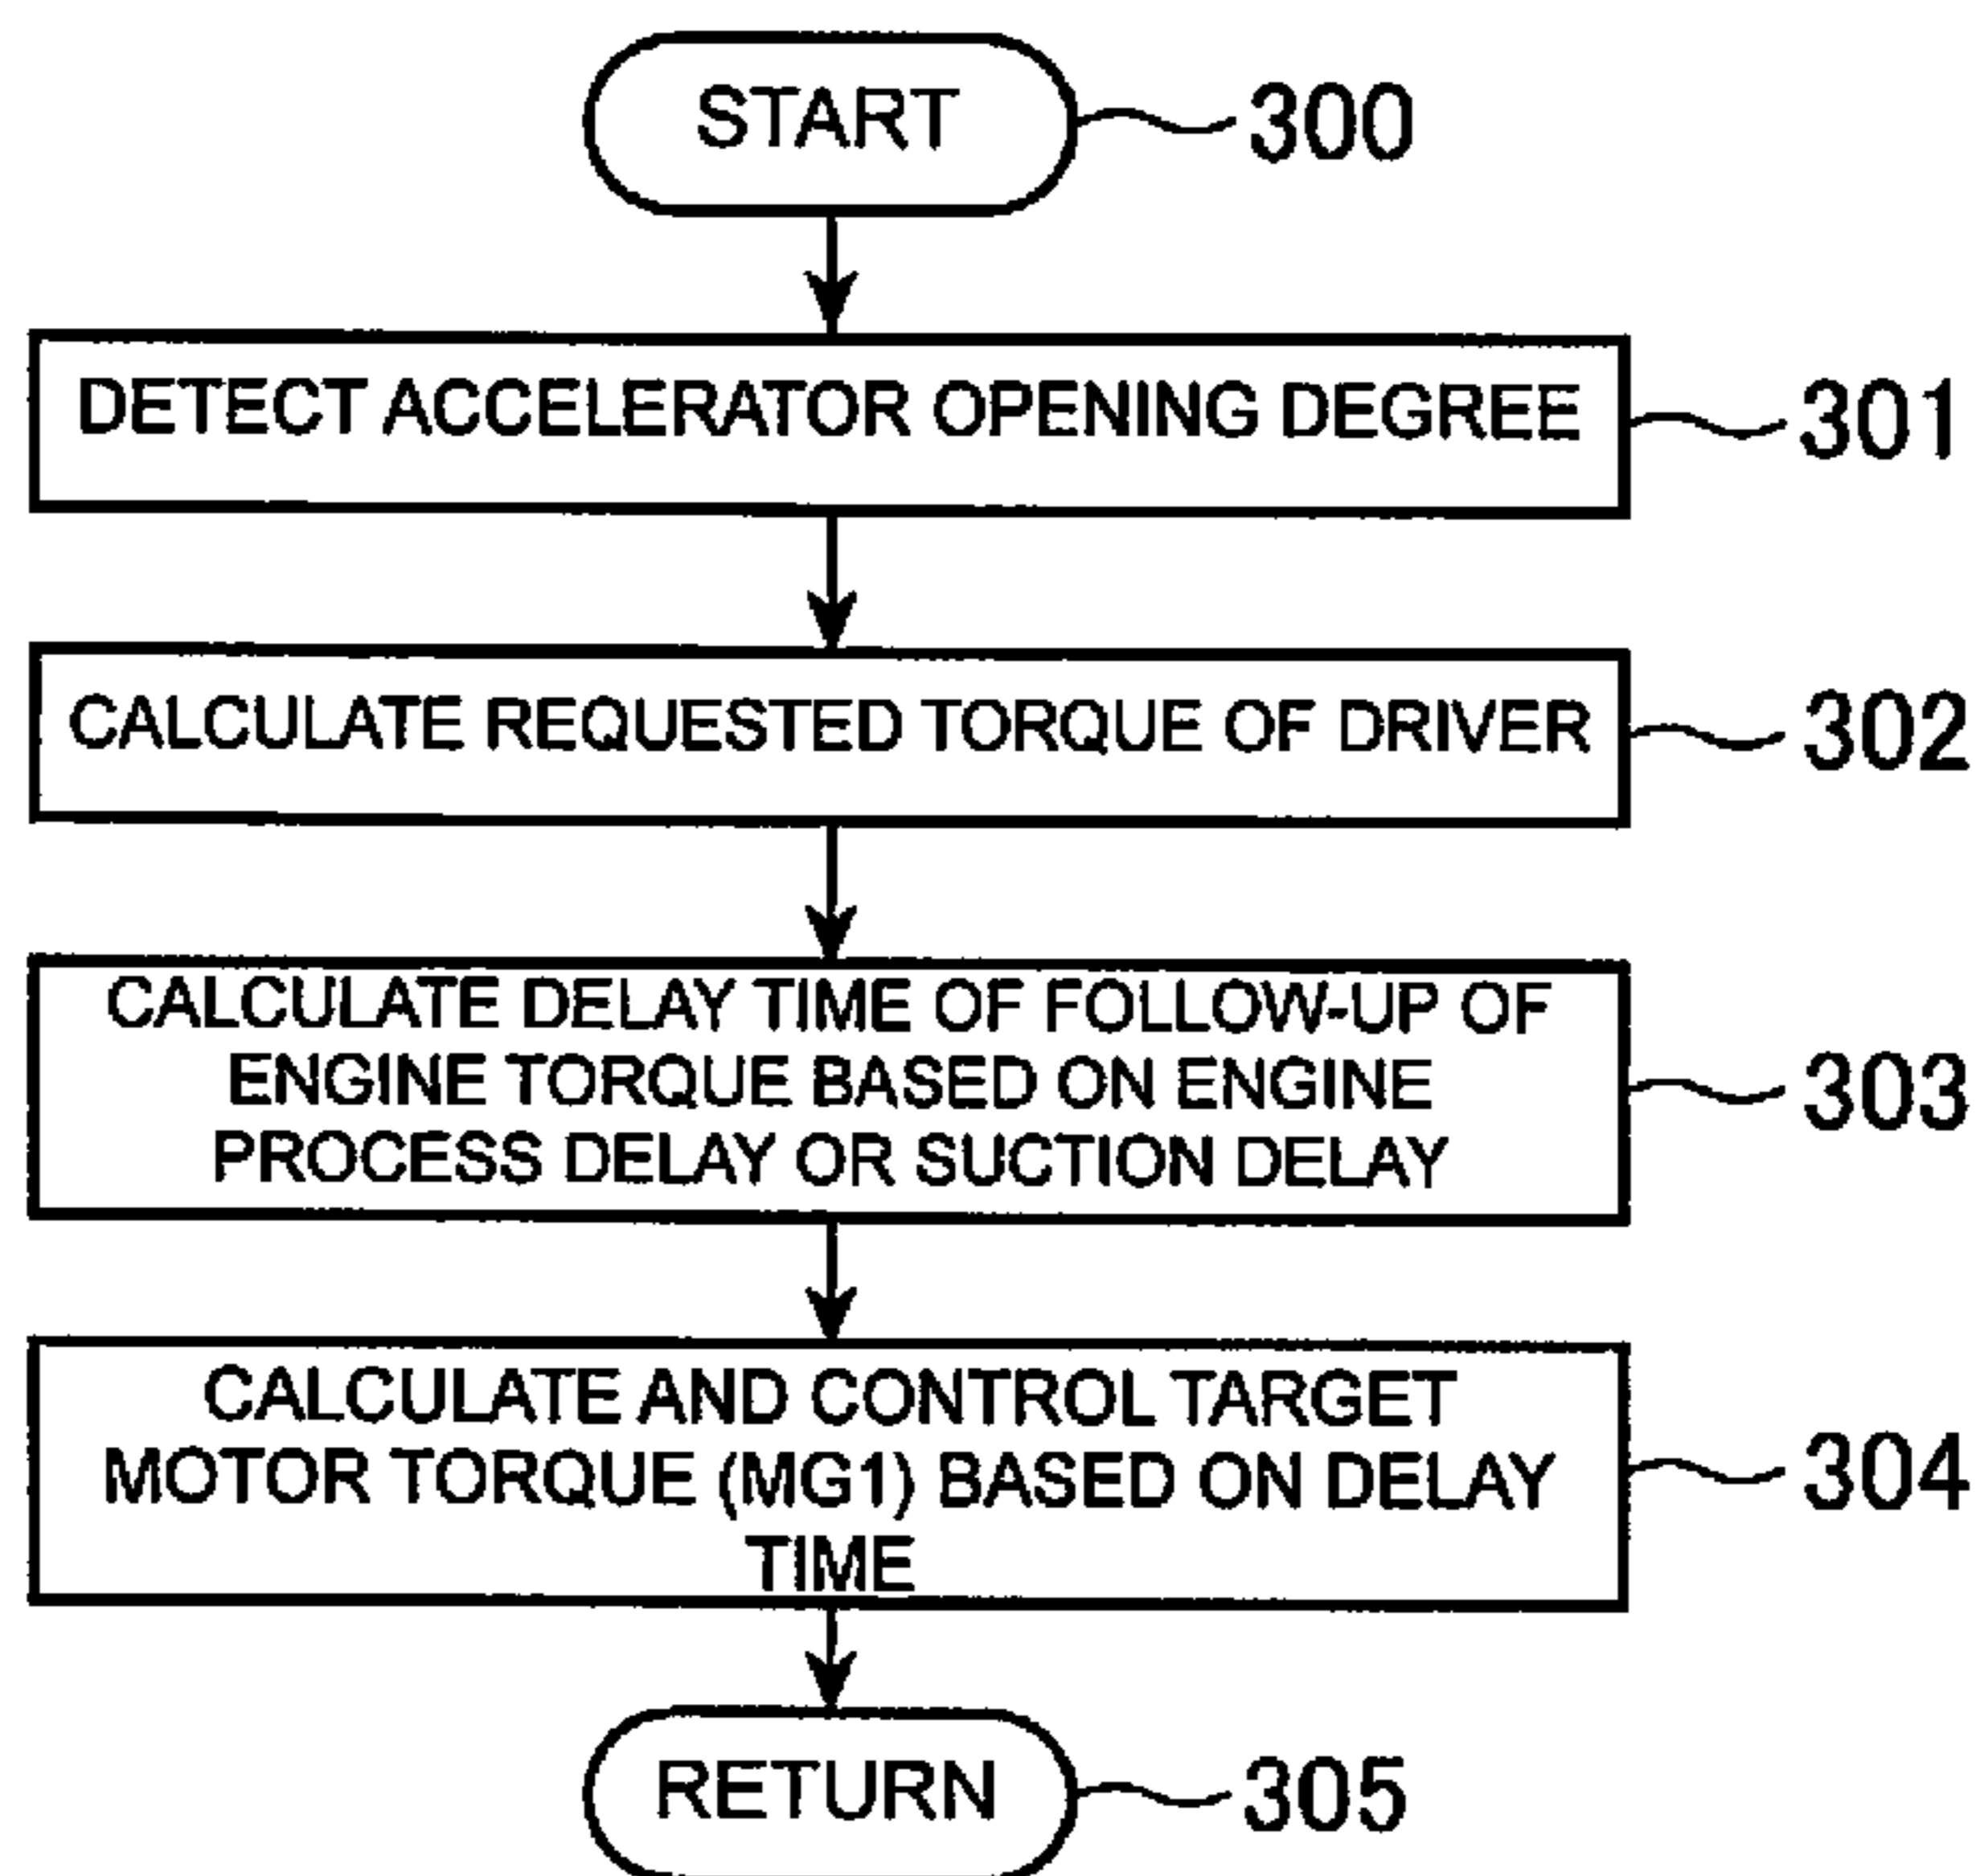 START
300
DETECT ACCELERATOR OPENING DEGREE
301
CALCULATE REQUESTED TORQUE OF DRIVER
302
CALCULATE DELAY TIME OF FOLLOW-UP OF
ENGINE TORQUE BASED ON ENGINE
PROCESS DELAY OR SUCTION DELAY
303
CALCULATE AND CONTROL TARGET
MOTOR TORQUE (MG1) BASED ON DELAY
TIME
304
RETURN
305